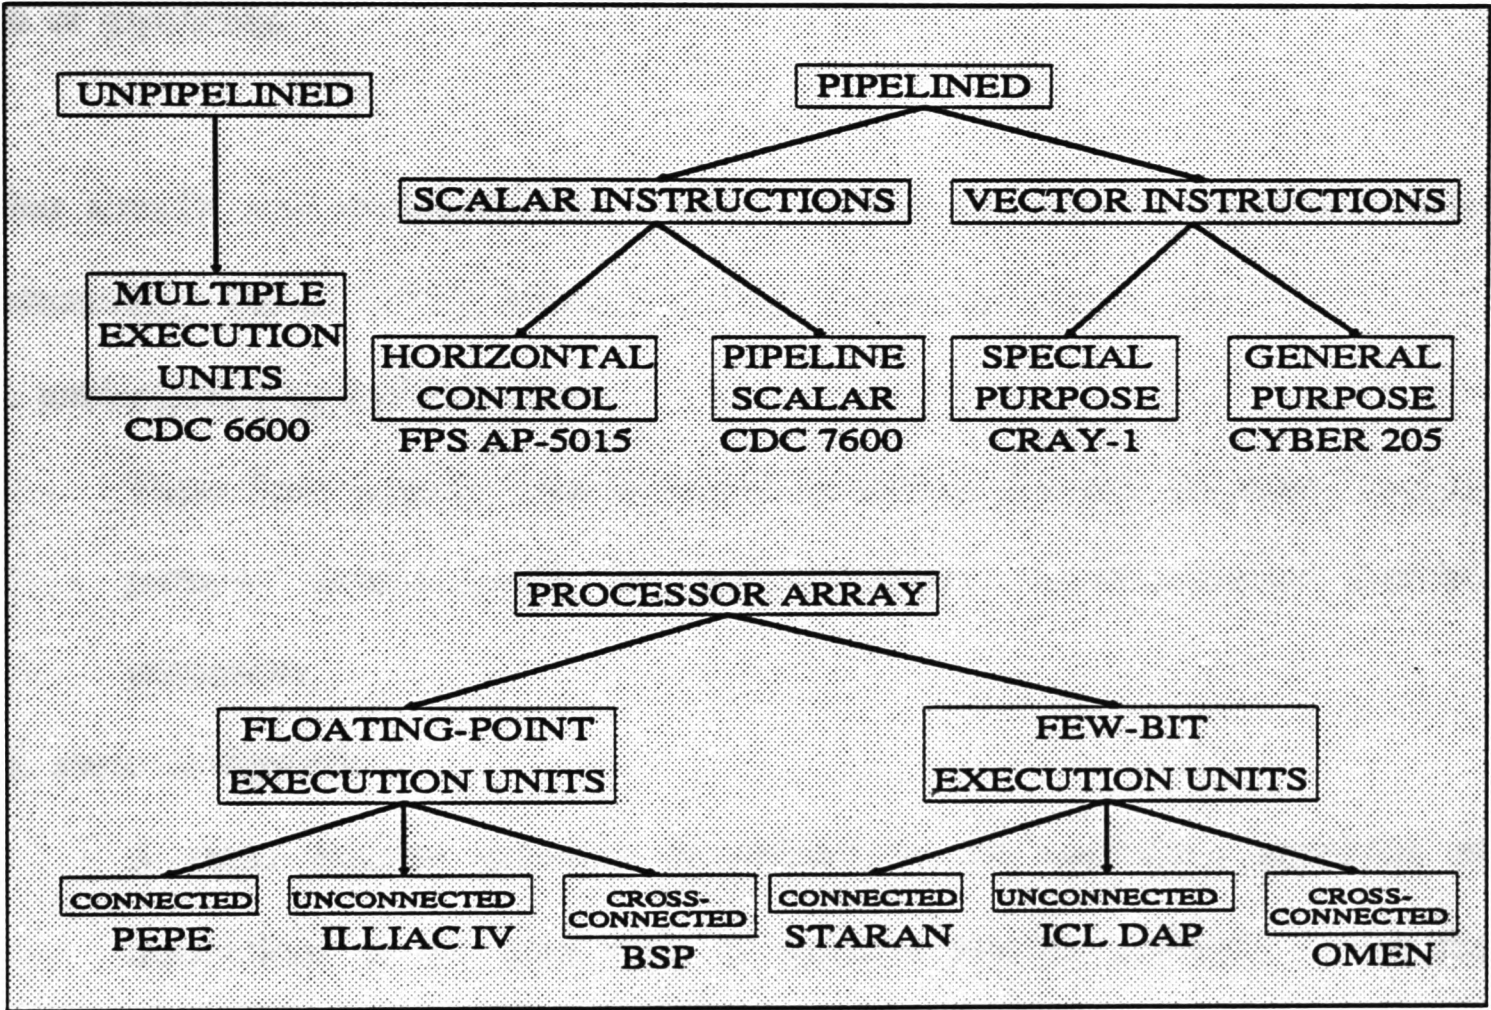 UNPIPELINED
PIPELINED
SCALAR INSTRUCTIONS
VECTOR INSTRUCTIONS
MULTIPLE
EXECUTION
UNITS
CDC 6600
HORIZONTAL
CONTROL
FPS AP-5015
PIPELINE
SCALAR
CDC 7600
SPECIAL
PURPOSE
CRAY-1
GENERAL
PURPOSE
CYBER 205
PROCESSOR ARRAY
FLOATING-POINT
EXECUTION UNITS
FEW-BIT
EXECUTION UNITS
CONNECTED
PEPE
UNCONNECTED
ILLIAC IV
CROSS-
CONNECTED
BSP
CONNECTED
STARAN
UNCONNECTED
ICL DAP
CROSS-
CONNECTED
OMEN